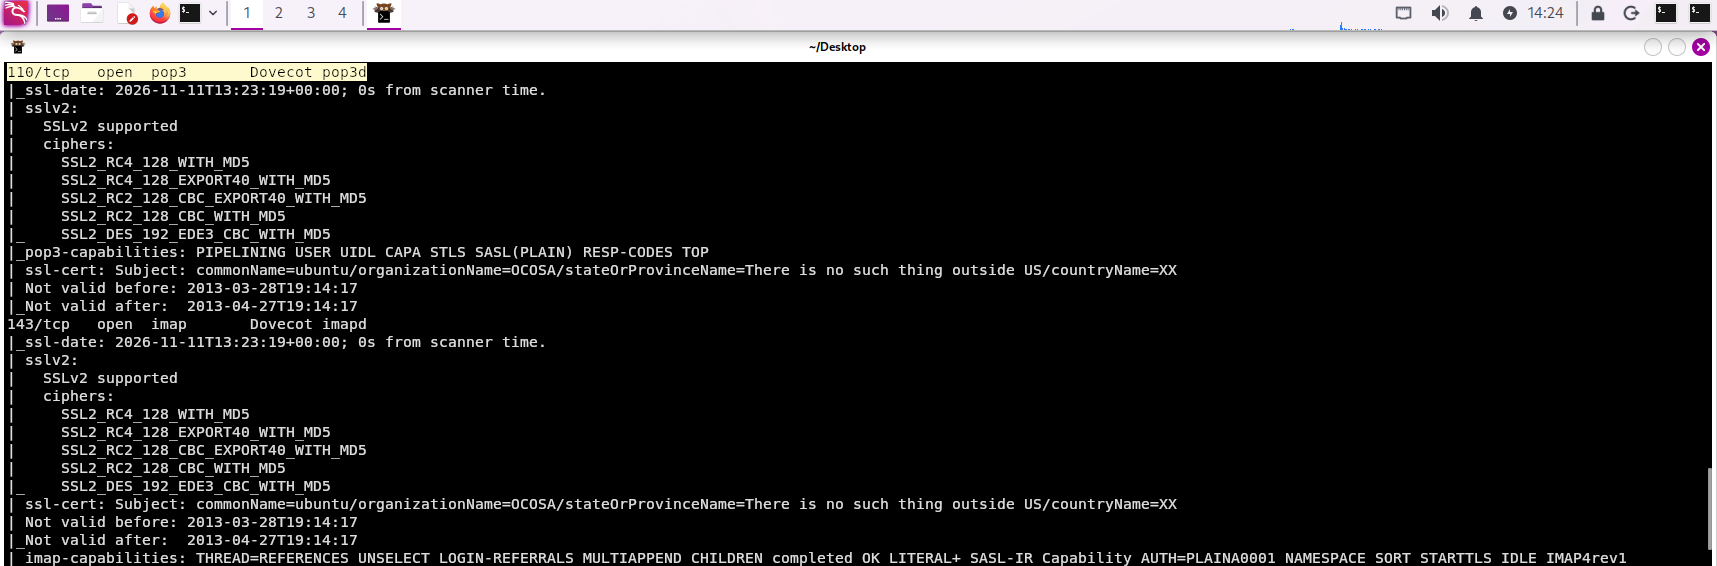 1 2 3 4 14:24
~/Desktop
110/tcp   open  pop3       Dovecot pop3d
|_ssl-date: 2026-11-11T13:23:19+00:00; 0s from scanner time.
| sslv2:
|   SSLv2 supported
|   ciphers:
|     SSL2_RC4_128_WITH_MD5
|     SSL2_RC4_128_EXPORT40_WITH_MD5
|     SSL2_RC2_128_CBC_EXPORT40_WITH_MD5
|     SSL2_RC2_128_CBC_WITH_MD5
|_    SSL2_DES_192_EDE3_CBC_WITH_MD5
|_pop3-capabilities: PIPELINING USER UIDL CAPA STLS SASL(PLAIN) RESP-CODES TOP
| ssl-cert: Subject: commonName=ubuntu/organizationName=OCOSA/stateOrProvinceName=There is no such thing outside US/countryName=XX
| Not valid before: 2013-03-28T19:14:17
|_Not valid after:  2013-04-27T19:14:17
143/tcp   open  imap       Dovecot imapd
|_ssl-date: 2026-11-11T13:23:19+00:00; 0s from scanner time.
| sslv2:
|   SSLv2 supported
|   ciphers:
|     SSL2_RC4_128_WITH_MD5
|     SSL2_RC4_128_EXPORT40_WITH_MD5
|     SSL2_RC2_128_CBC_EXPORT40_WITH_MD5
|     SSL2_RC2_128_CBC_WITH_MD5
|_    SSL2_DES_192_EDE3_CBC_WITH_MD5
| ssl-cert: Subject: commonName=ubuntu/organizationName=OCOSA/stateOrProvinceName=There is no such thing outside US/countryName=XX
| Not valid before: 2013-03-28T19:14:17
|_Not valid after:  2013-04-27T19:14:17
|_imap-capabilities: THREAD=REFERENCES UNSELECT LOGIN-REFERRALS MULTIAPPEND CHILDREN completed OK LITERAL+ SASL-IR Capability AUTH=PLAINA0001 NAMESPACE SORT STARTTLS IDLE IMAP4rev1